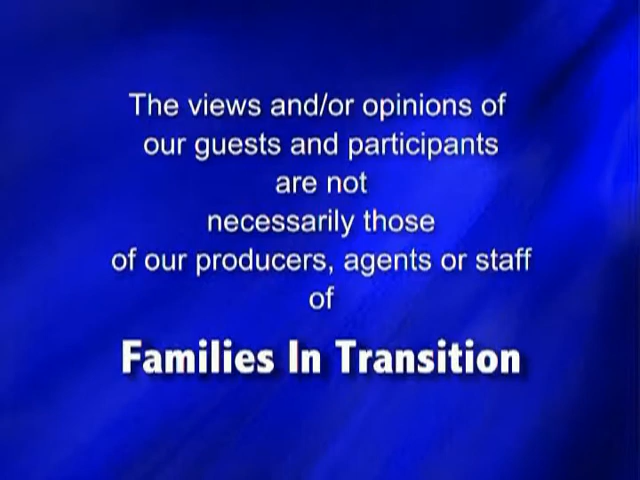 The views and/or opinions of
our guests and participants
are not
necessarily those
of our producers, agents or staff
of
Families In Transition